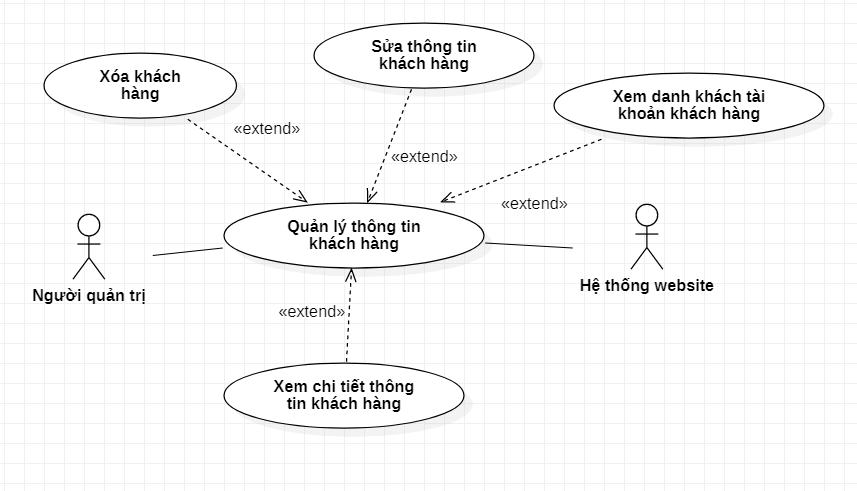 Sửa thông tin
khách hàng
Xóa khách
hàng
Xem danh khách tài
khoản khách hàng
«extend»
«extend»
«extend»
Quản lý thông tin
khách hàng
Người quản trị
Hệ thống website
«extend»
Xem chi tiết thông
tin khách hàng